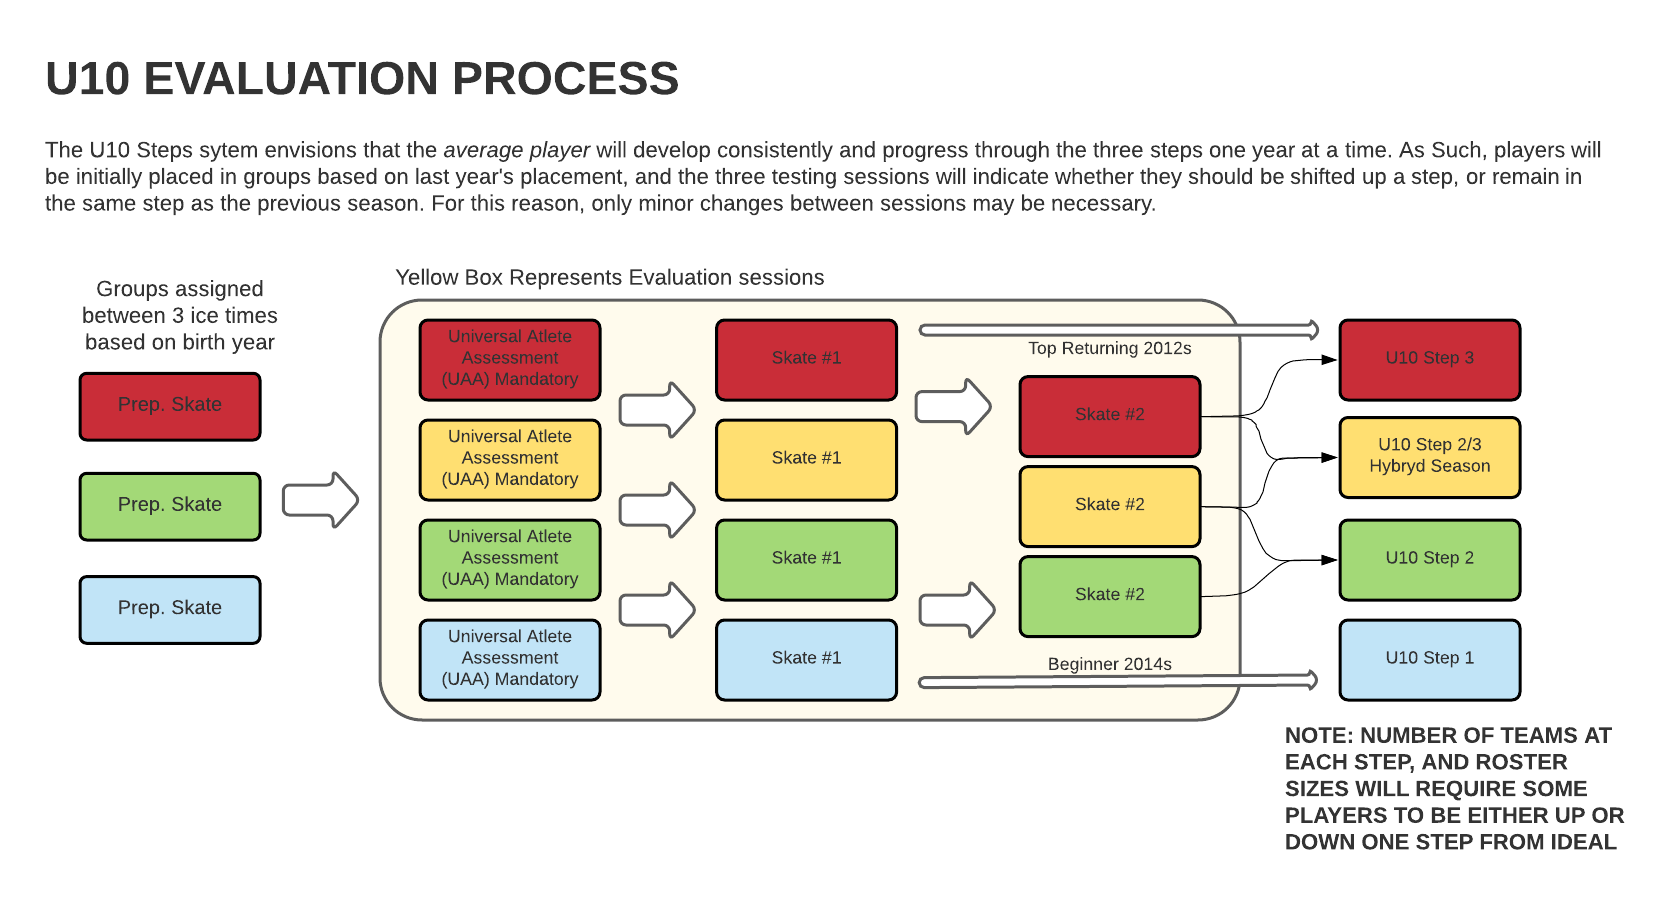 U10 EVALUATION PROCESS
The U10 Steps sytem envisions that the average player will develop consistently and progress through the three steps one year at a time. As Such, players will
be initially placed in groups based on last year's placement, and the three testing sessions will indicate whether they should be shifted up a step, or remain in
the same step as the previous season. For this reason, only minor changes between sessions may be necessary.
Groups assigned
between 3 ice times
based on birth year
Prep. Skate
Prep. Skate
Prep. Skate
Yellow Box Represents Evaluation sessions
Universal Atlete
Assessment
(UAA) Mandatory
Universal Atlete
Assessment
(UAA) Mandatory
Universal Atlete
Assessment
(UAA) Mandatory
Universal Atlete
Assessment
(UAA) Mandatory
Skate #1
Skate #1
Skate #1
Skate #1
Top Returning 2012s
Skate #2
Skate #2
Skate #2
Beginner 2014s
U10 Step 3
U10 Step 2/3
Hybryd Season
U10 Step 2
U10 Step 1
NOTE: NUMBER OF TEAMS AT
EACH STEP, AND ROSTER
SIZES WILL REQUIRE SOME
PLAYERS TO BE EITHER UP OR
DOWN ONE STEP FROM IDEAL